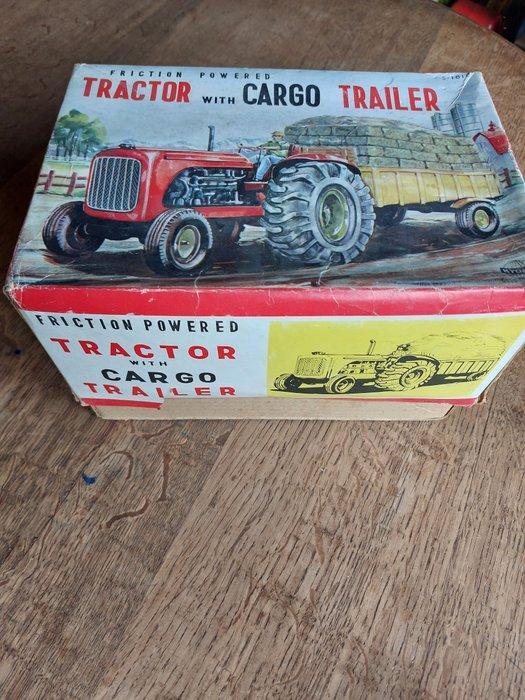 FRICTION POWERED
TRACTOR WITH CARGO TRAILER
FRICTION POWERED
TRACTOR
WITH
CARGO
TRAILER